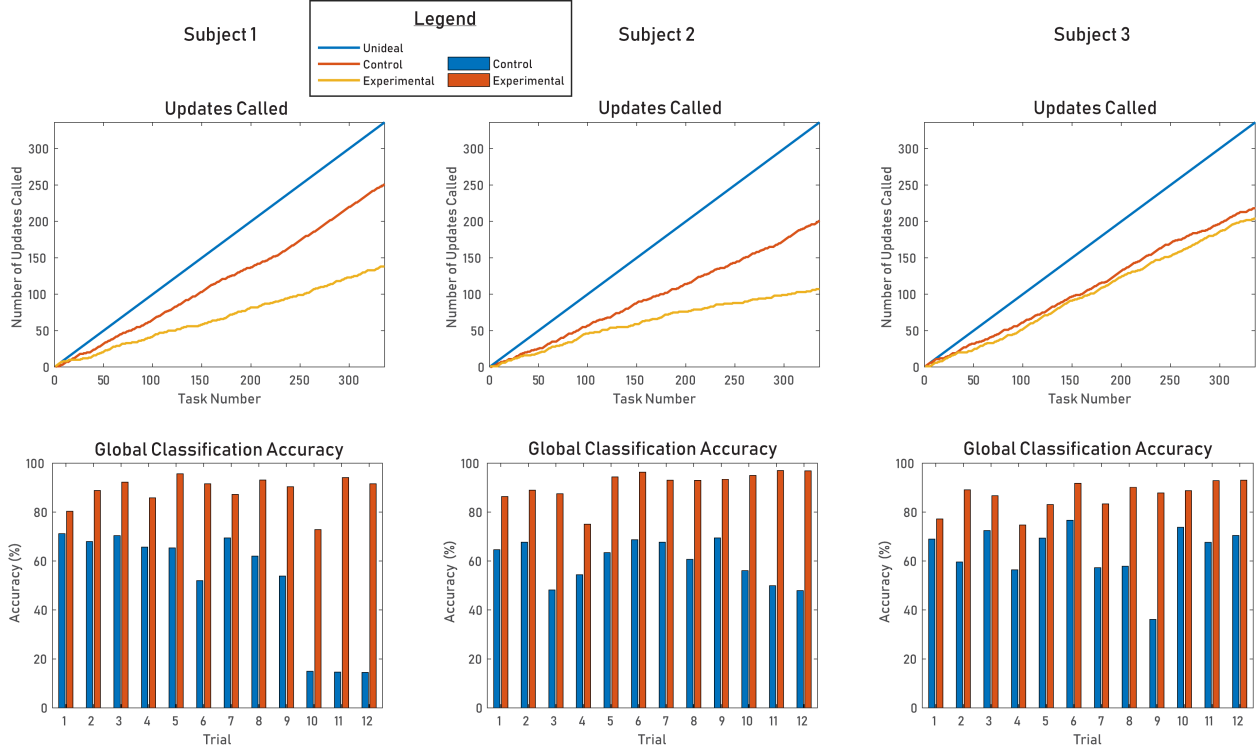 Subject 1
Legend
Subject 2
Subject 3
Unideal
Control
Experimental
Control
Experimental
Updates Called
Updates Called
Updates Called
Number of Updates Called
300
250
200
150
100
50
0
0 50 100 150 200 250 300
Task Number
Number of Updates Called
300
250
200
150
100
50
0
0 50 100 150 200 250 300
Task Number
Number of Updates Called
300
250
200
150
100
50
0
0 50 100 150 200 250 300
Task Number
Global Classification Accuracy
Accuracy (%)
100
80
60
40
20
0
1 2 3 4 5 6 7 8 9 10 11 12
Trial
Global Classification Accuracy
Accuracy (%)
100
80
60
40
20
0
1 2 3 4 5 6 7 8 9 10 11 12
Trial
Global Classification Accuracy
Accuracy (%)
100
80
60
40
20
0
1 2 3 4 5 6 7 8 9 10 11 12
Trial